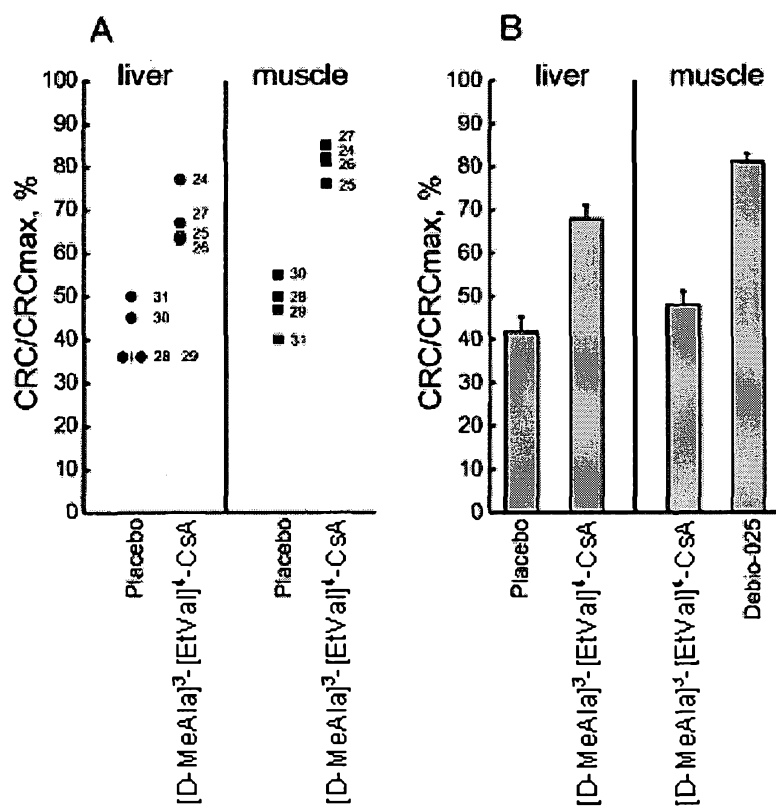 A
liver
muscle
CRC/CRCmax, %
100
90
80
70
60
50
40
30
20
10
0
24
27
25
26
31
30
28 29
27
24
26
25
30
28
29
31
Placebo
[D-MeAla]³-[EtVal]⁴-CsA
Placebo
[D-MeAla]³-[EtVal]⁴-CsA
B
liver
muscle
CRC/CRCmax, %
100
90
80
70
60
50
40
30
20
10
0
Placebo
[D-MeAla]³-[EtVal]⁴-CsA
[D-MeAla]³-[EtVal]⁴-CsA
Debio-025